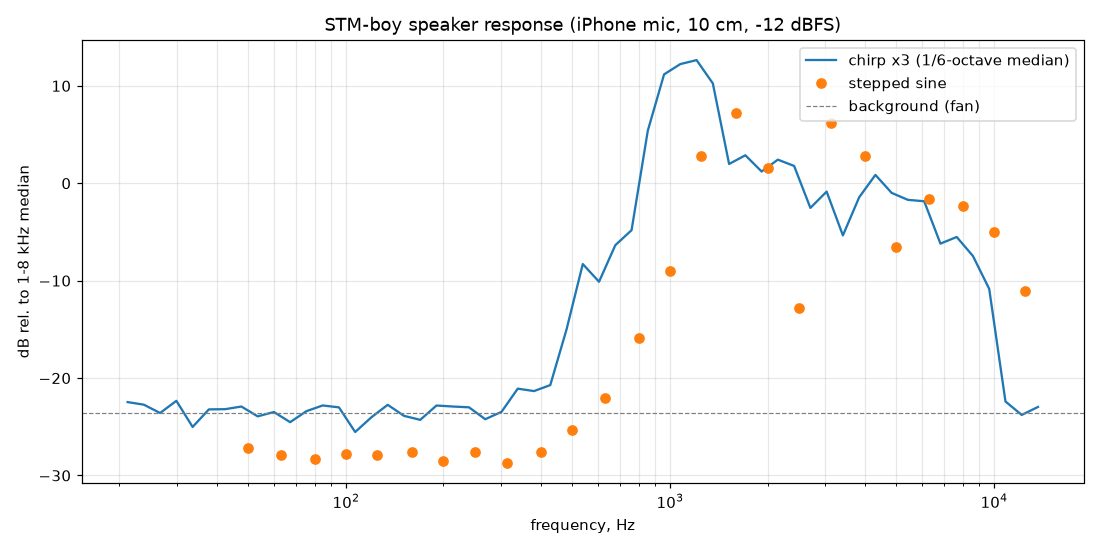 STM-boy speaker response (iPhone mic, 10 cm, -12 dBFS)
chirp x3 (1/6-octave median)
stepped sine
background (fan)
dB rel. to 1-8 kHz median
10
0
−10
−20
−30
10²
10³
10⁴
frequency, Hz